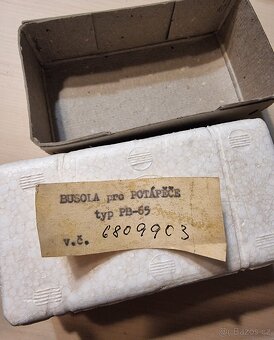 BUSOLA pro POTÁPĚČE
typ PB-65
v.č. 6809903